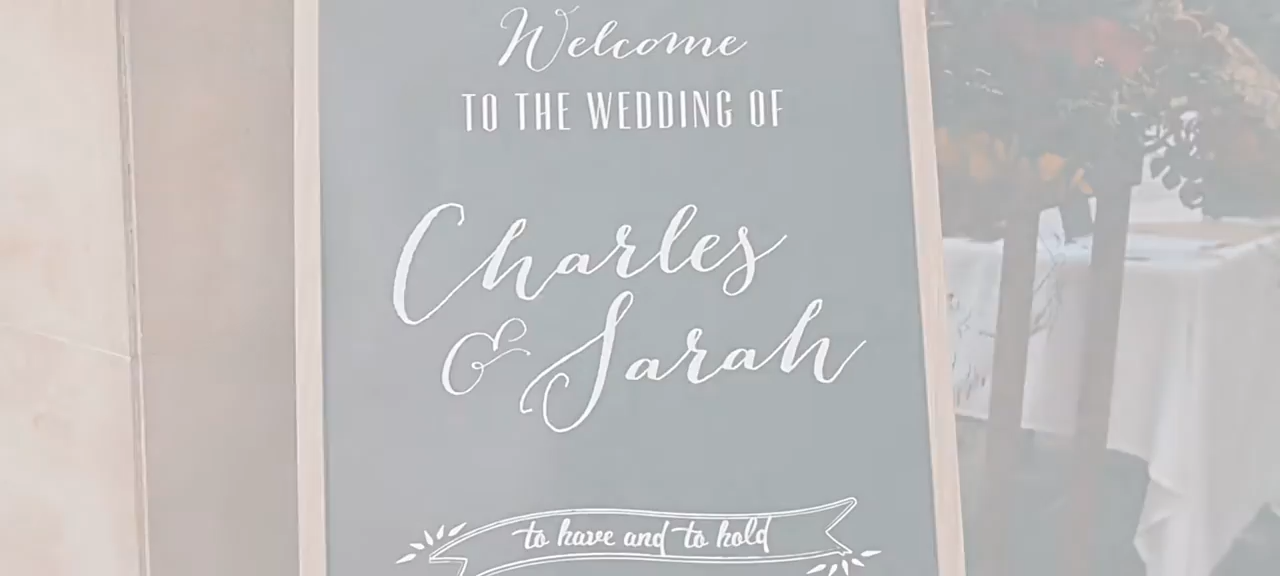 Welcome
TO THE WEDDING OF
Charles
& Sarah
to have and to hold